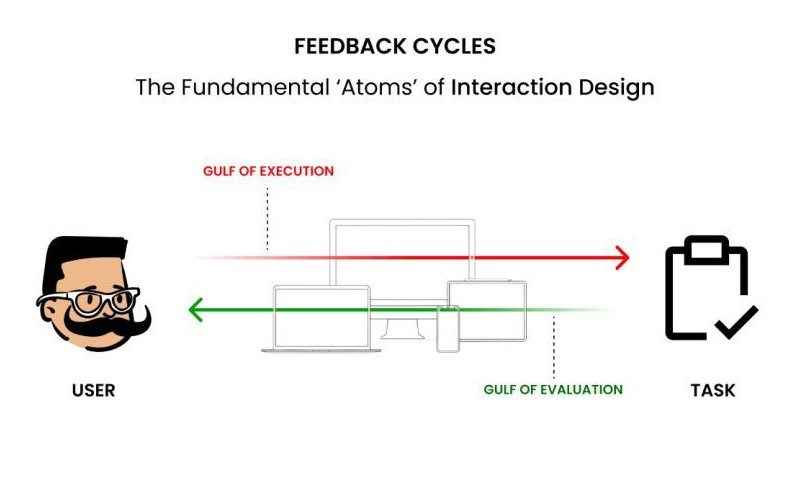 FEEDBACK CYCLES
The Fundamental ‘Atoms’ of Interaction Design
GULF OF EXECUTION
USER
GULF OF EVALUATION
TASK